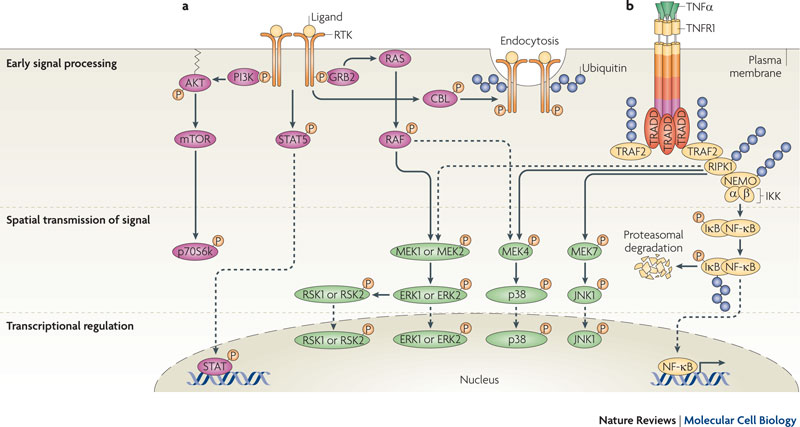 a
b
TNFα
Ligand
TNFR1
RTK
Endocytosis
Early signal processing
Plasma
membrane
RAS
AKT
PI3K
P
P
P
GRB2
P
Ubiquitin
CBL
P
P
P
P
mTOR
STAT5
P
RAF
P
TRADD
TRADD
TRADD
TRAF2
TRAF2
RIPK1
NEMO
α β
IKK
Spatial transmission of signal
P
IκB NF-κB
p70S6k
P
MEK1 or MEK2
P
MEK4
P
MEK7
P
Proteasomal
degradation
P
IκB NF-κB
RSK1 or RSK2
P
ERK1 or ERK2
P
p38
P
JNK1
P
Transcriptional regulation
RSK1 or RSK2
P
ERK1 or ERK2
P
p38
P
JNK1
P
STAT
P
Nucleus
NF-κB
Nature Reviews | Molecular Cell Biology